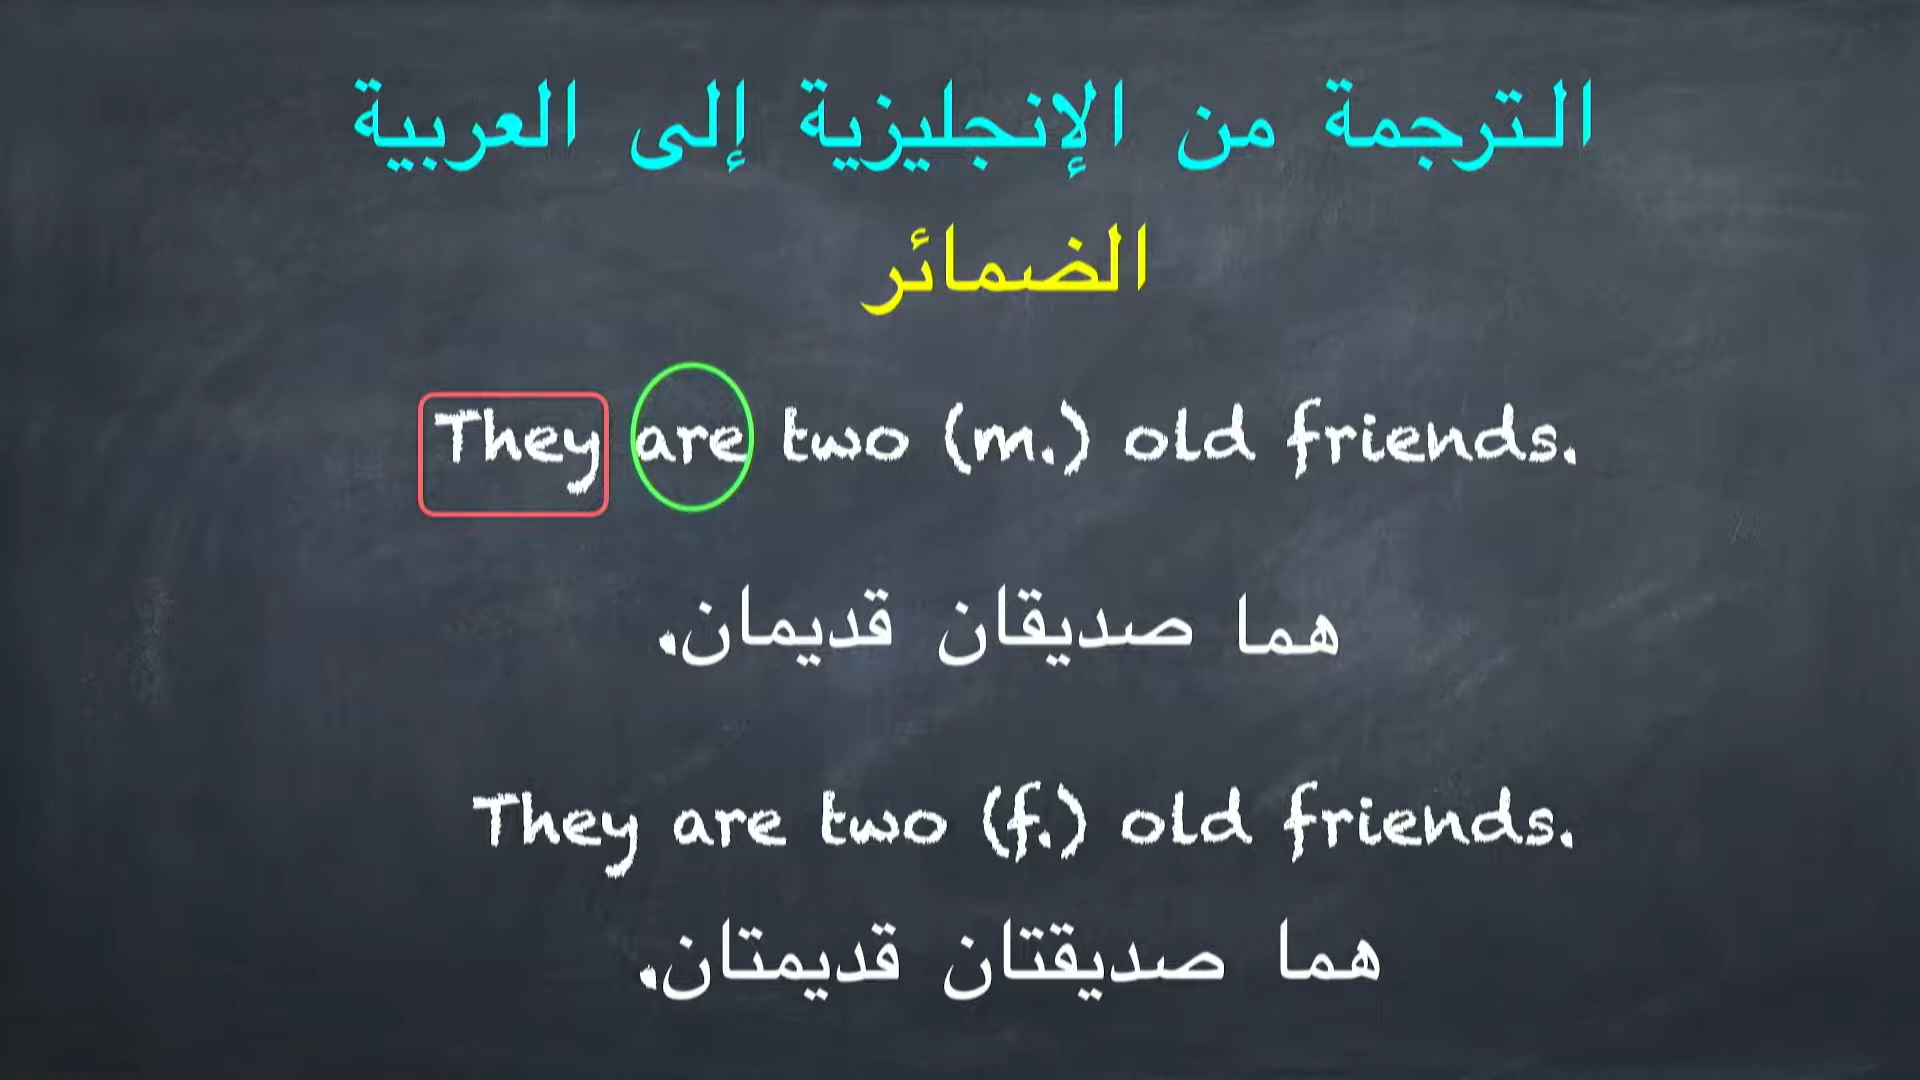 الترجمة من الإنجليزية إلى العربية
الضمائر
They are two (m.) old friends.
هما صديقان قديمان.
They are two (f.) old friends.
هما صديقتان قديمتان.